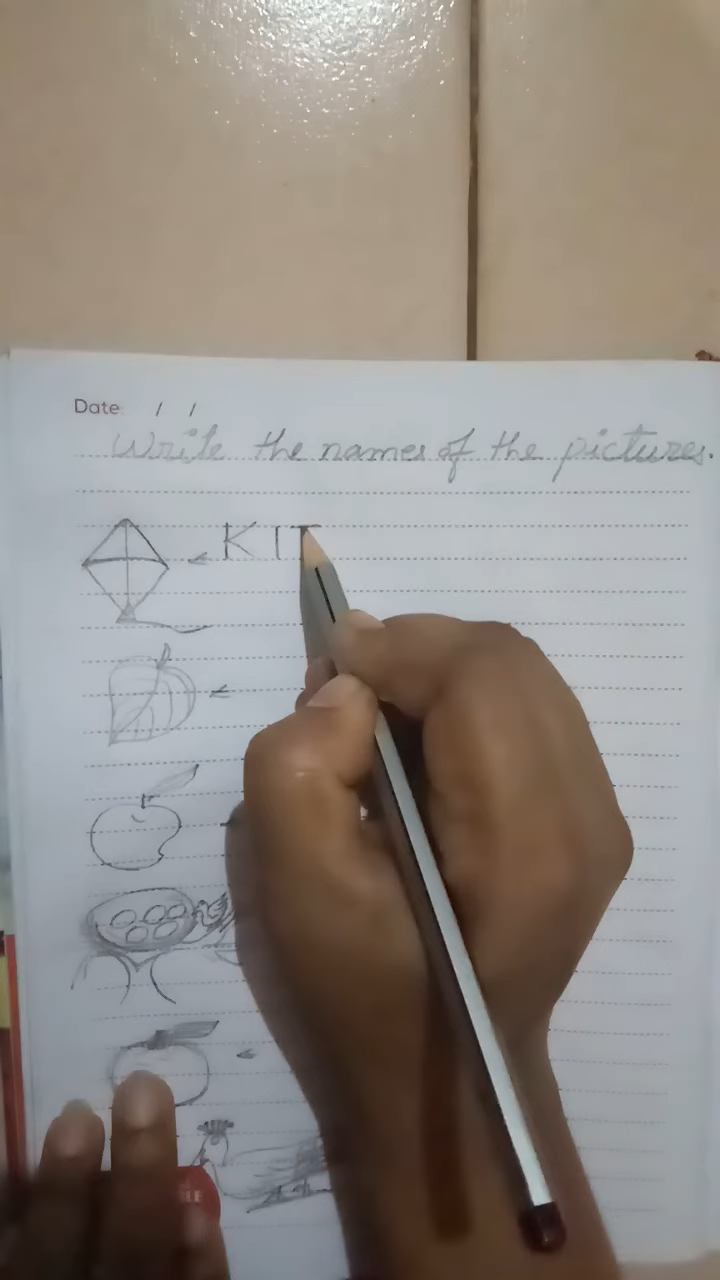 Date: / /
Write the names of the pictures.
KIT